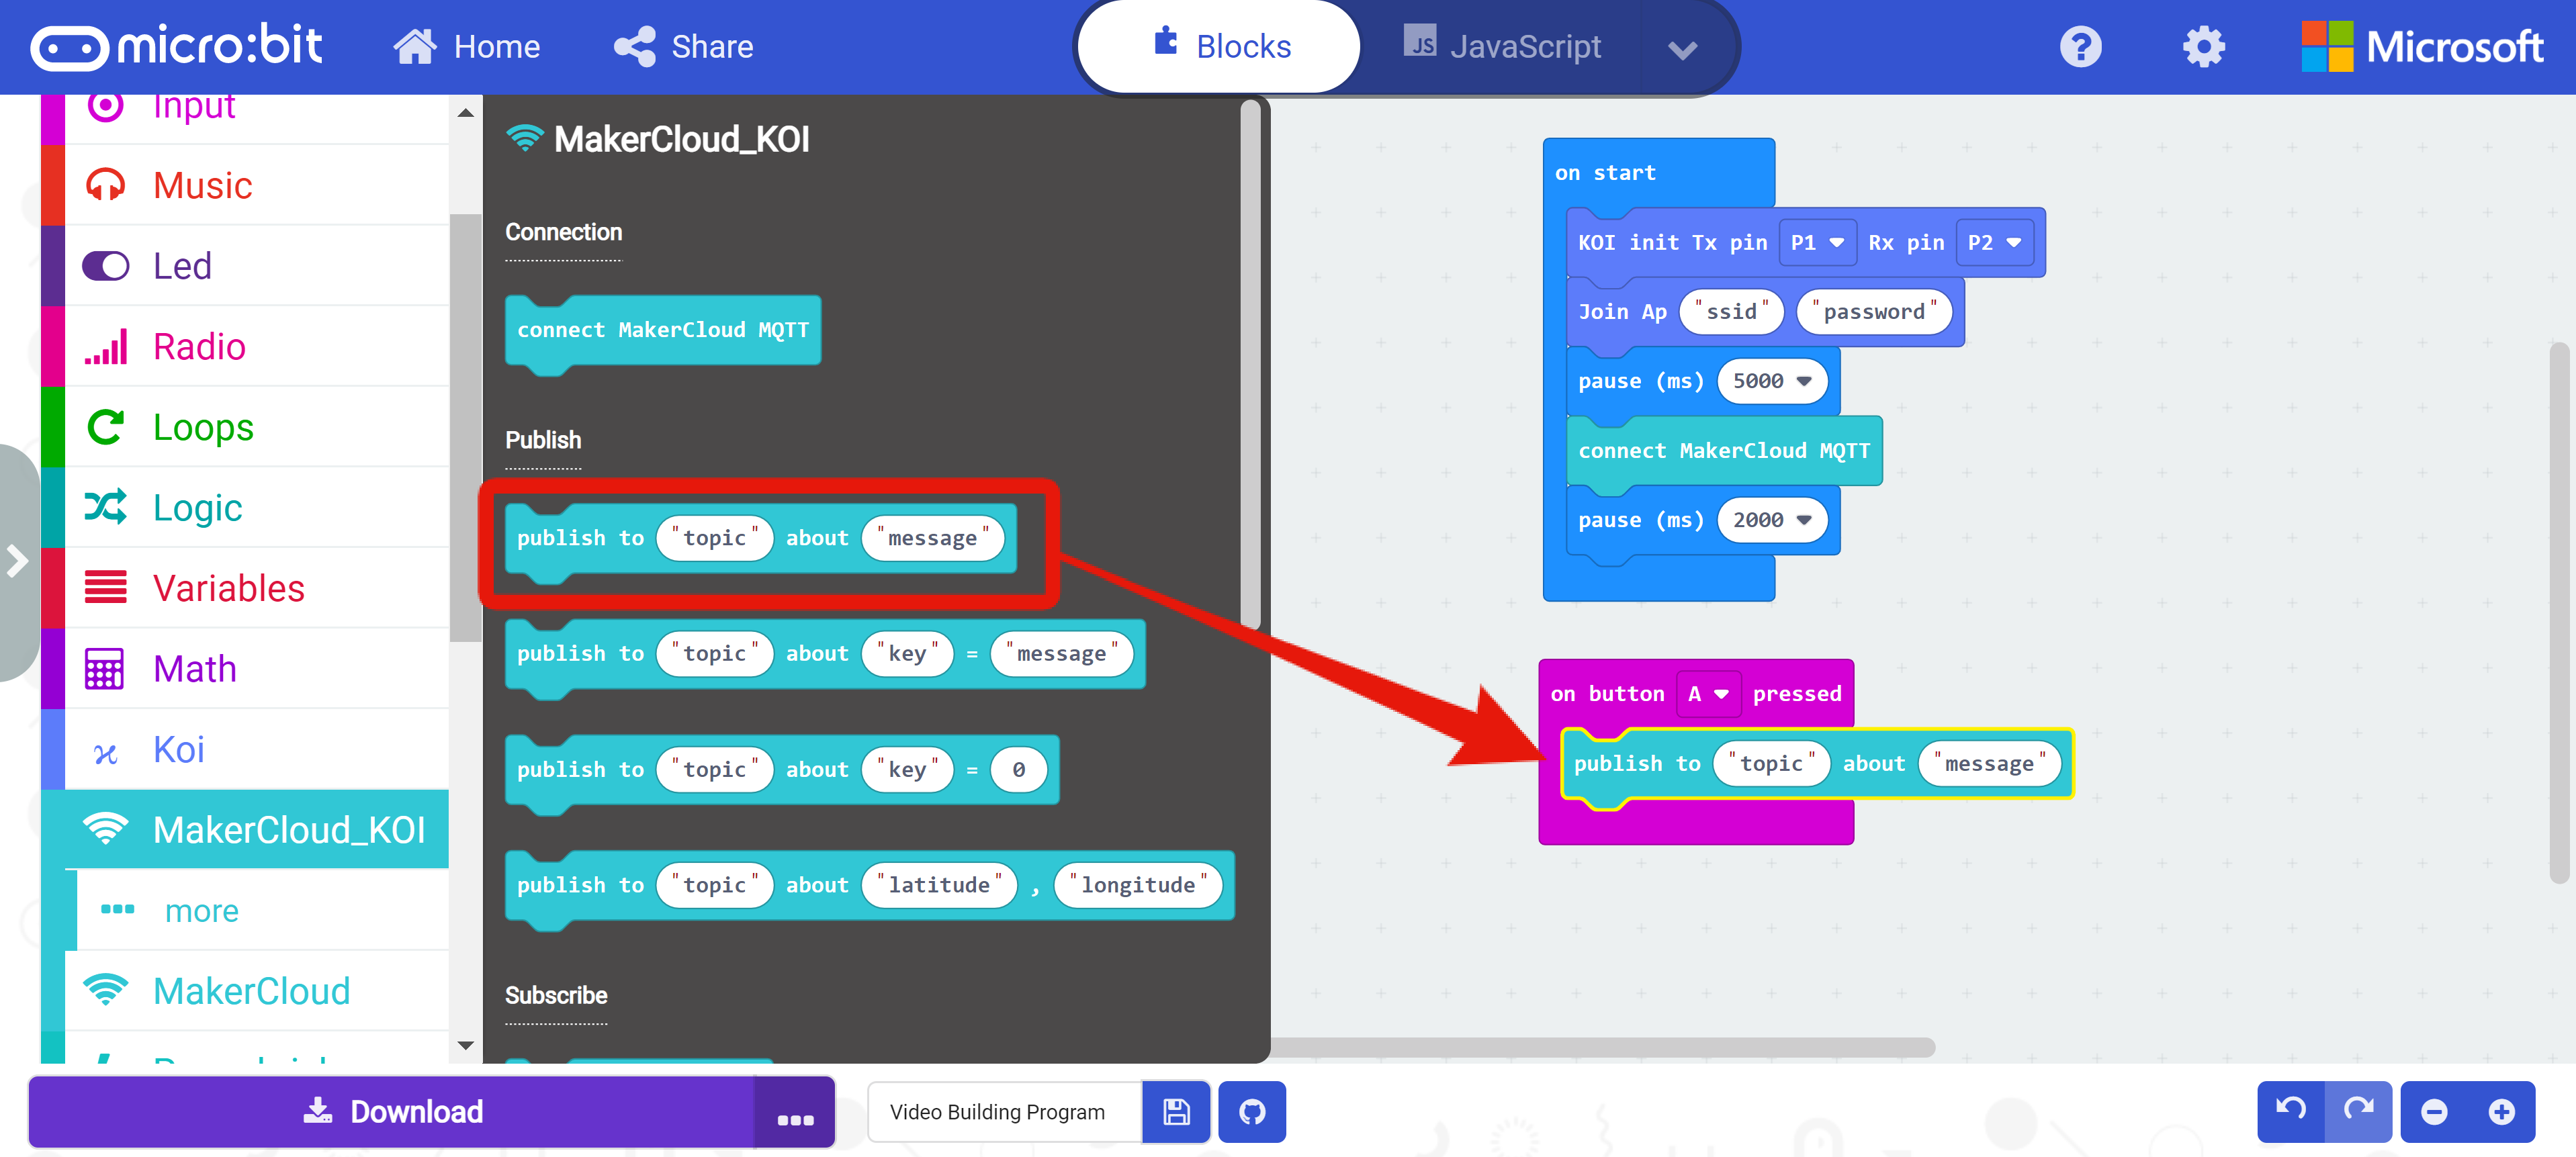 micro:bit Home Share Blocks JS JavaScript ? Microsoft
Input
Music
Led
Radio
Loops
Logic
Variables
Math
Koi
MakerCloud_KOI
more
MakerCloud
MakerCloud_KOI
Connection
connect MakerCloud MQTT
Publish
publish to "topic" about "message"
publish to "topic" about "key" = "message"
publish to "topic" about "key" = 0
publish to "topic" about "latitude" , "longitude"
Subscribe
on start
KOI init Tx pin P1 Rx pin P2
Join Ap "ssid" "password"
pause (ms) 5000
connect MakerCloud MQTT
pause (ms) 2000
on button A pressed
publish to "topic" about "message"
Download ... Video Building Program